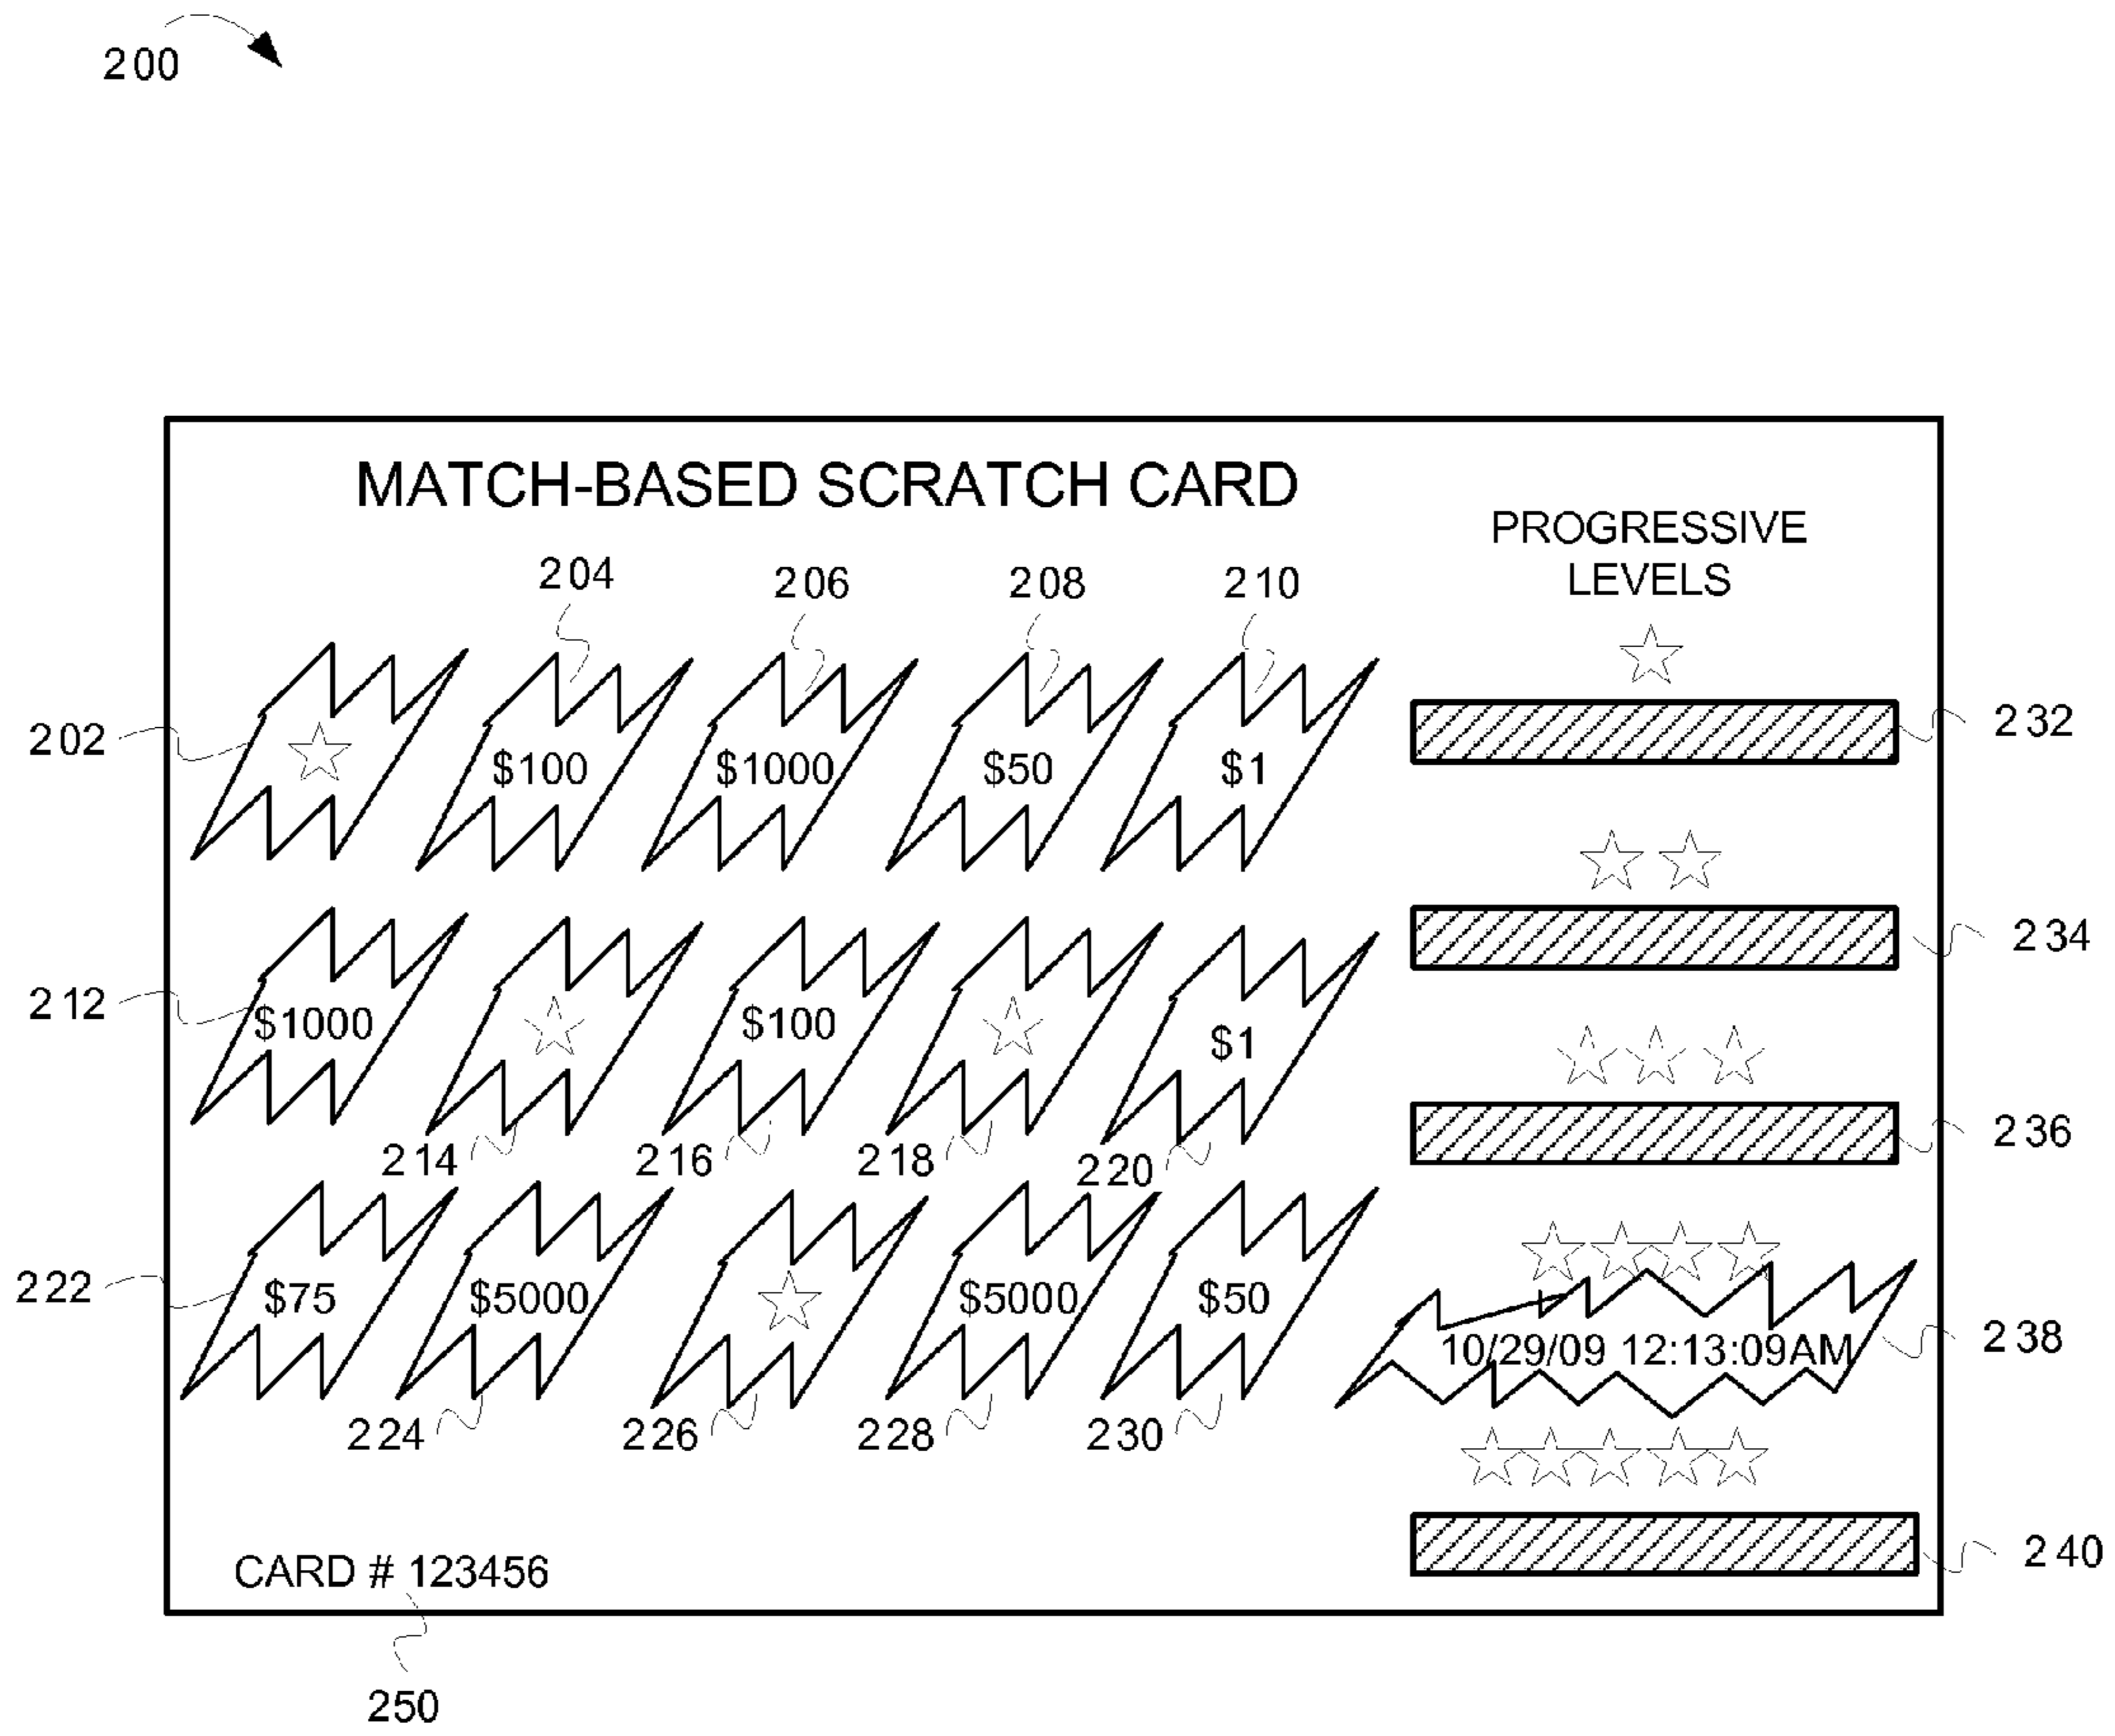 200
MATCH-BASED SCRATCH CARD
PROGRESSIVE
LEVELS
204 206 208 210
202 $100 $1000 $50 $1 232
234
212 $1000 $100 $1
214 216 218 220 236
222 $75 $5000 $5000 $50
10/29/09 12:13:09AM 238
224 226 228 230
CARD # 123456 240
250